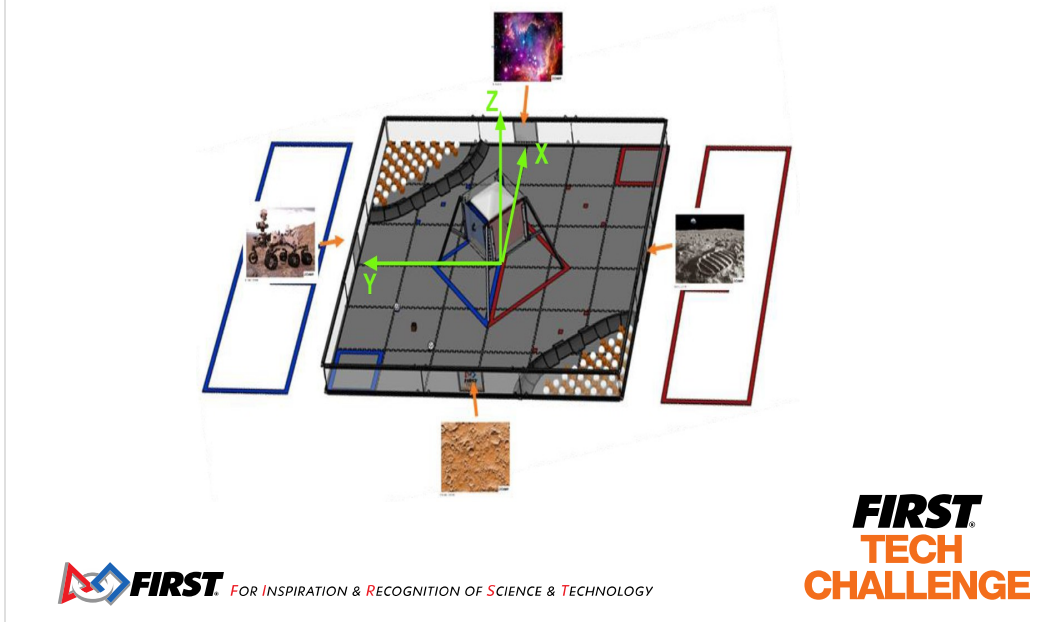 Z
X
Y
FIRST® FOR INSPIRATION & RECOGNITION OF SCIENCE & TECHNOLOGY
FIRST®
TECH
CHALLENGE